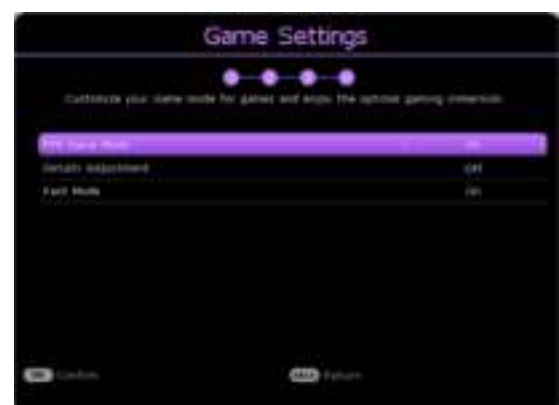 Game Settings
Customize your Game mode for games and enjoy the optimal gaming immersion.
Game Mode
Details Adjustment Off
Fast Mode On
Confirm
Return